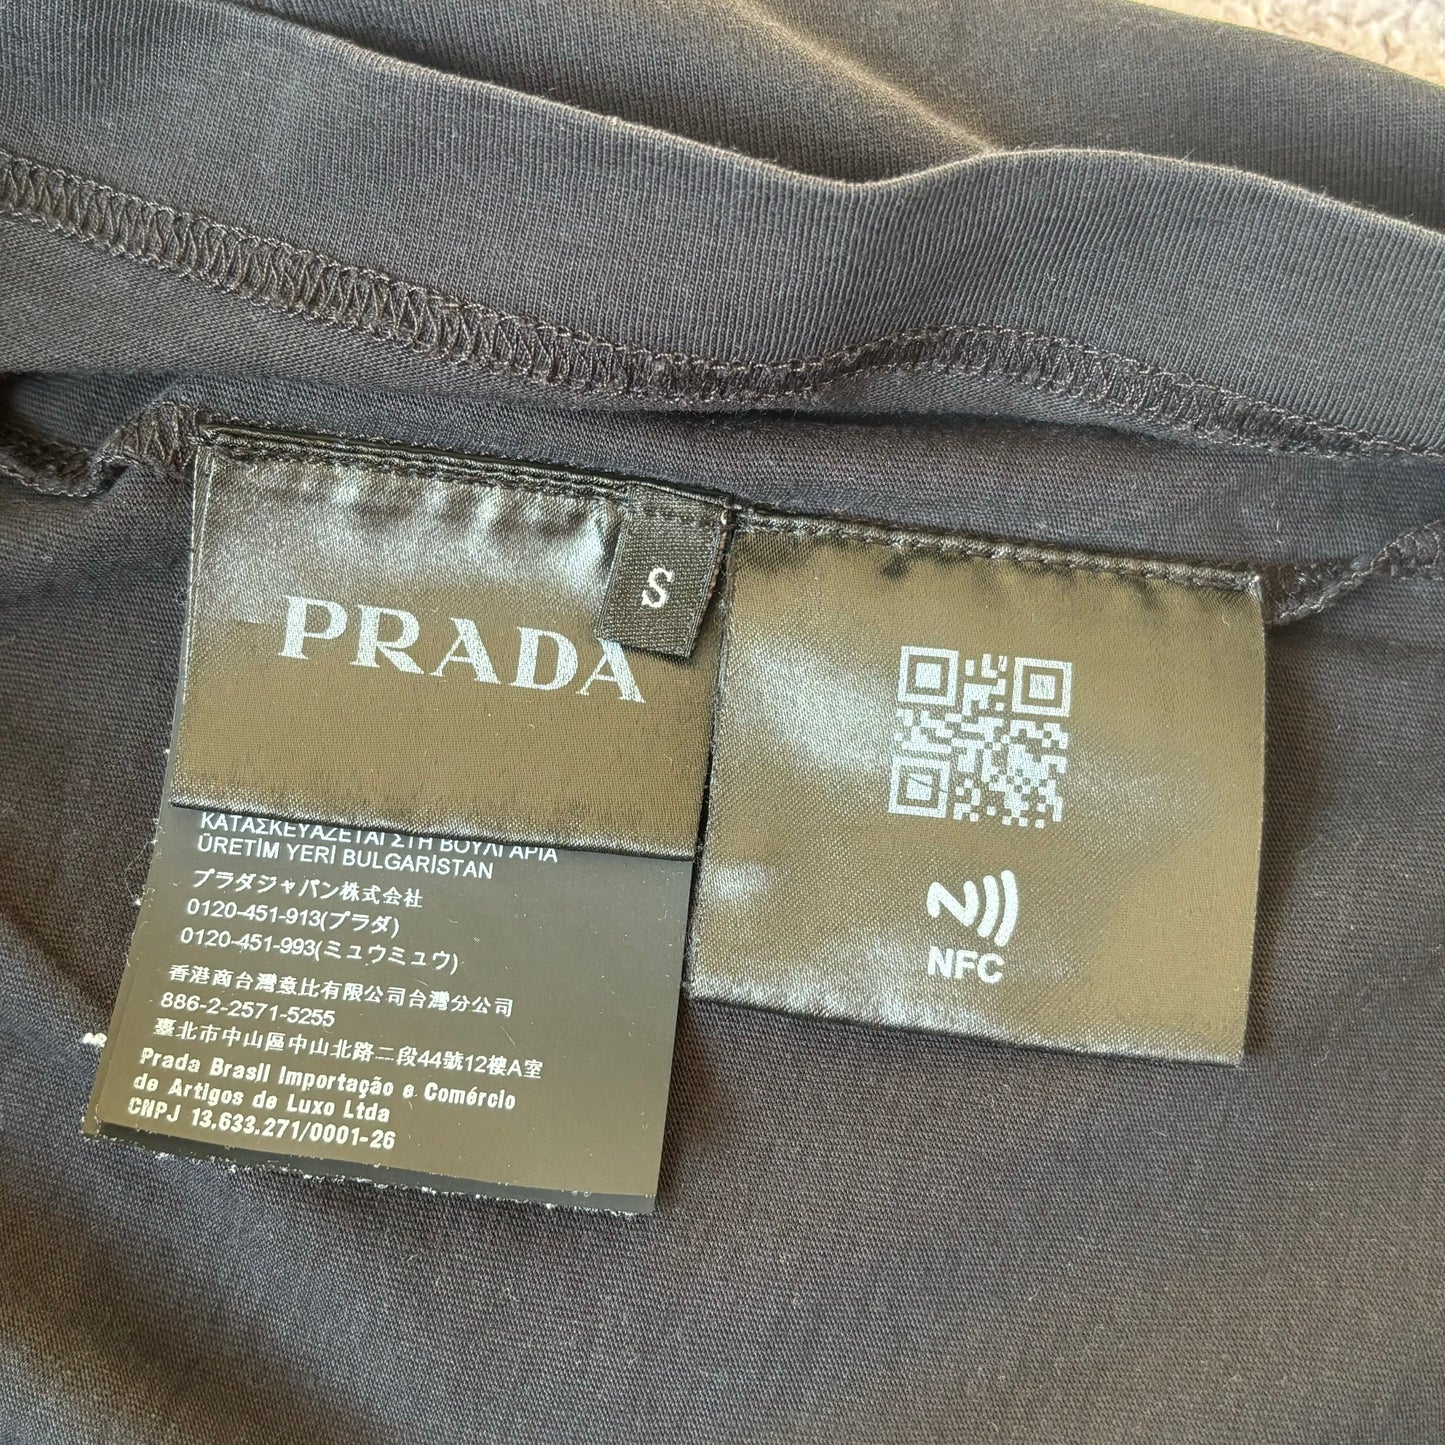 PRADA
S
ΚΑΤΑΣΚΕΥΑΖΕΤΑΙ ΣΤΗ ΒΟΥΛΓΑΡΙΑ
ÜRETİM YERİ BULGARİSTAN
プラダジャパン株式会社
0120-451-913(プラダ)
0120-451-993(ミュウミュウ)
香港商台灣意比有限公司台灣分公司
886-2-2571-5255
臺北市中山區中山北路二段44號12樓A室
Prada Brasil Importação e Comércio
de Artigos de Luxo Ltda
CNPJ 13.633.271/0001-26
NFC